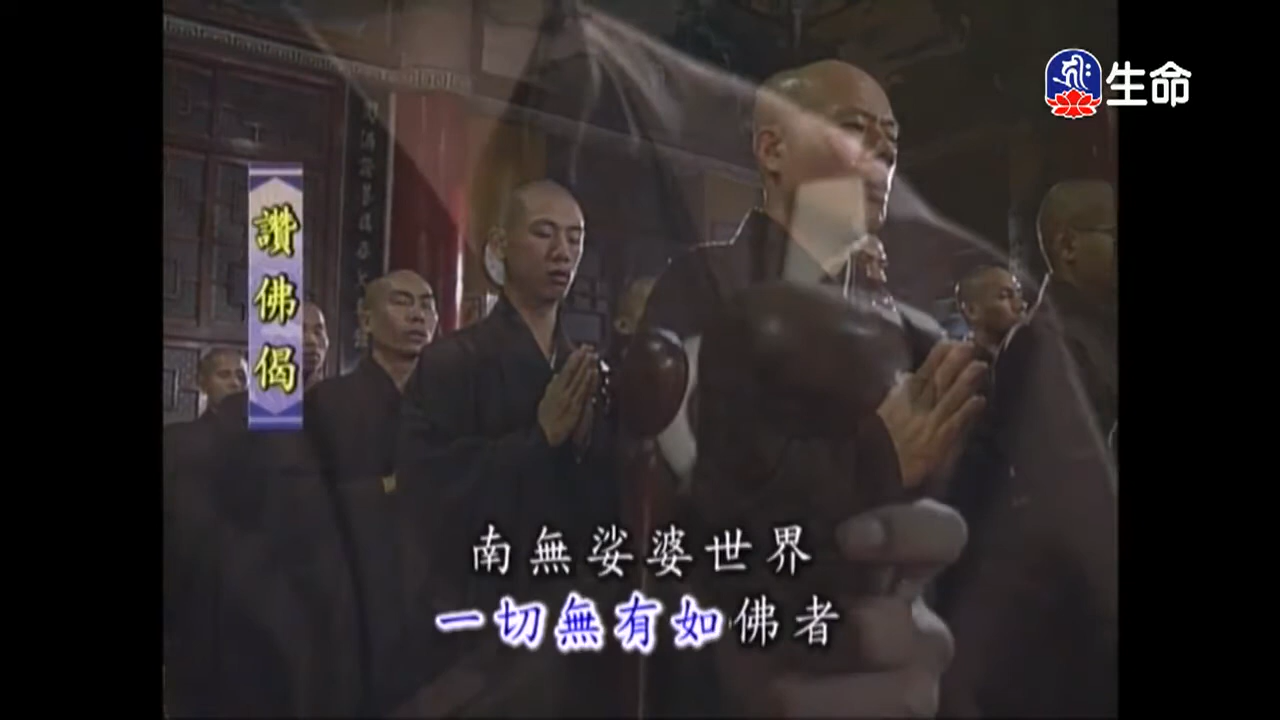 生命
讚佛偈
南無娑婆世界
一切無有如佛者